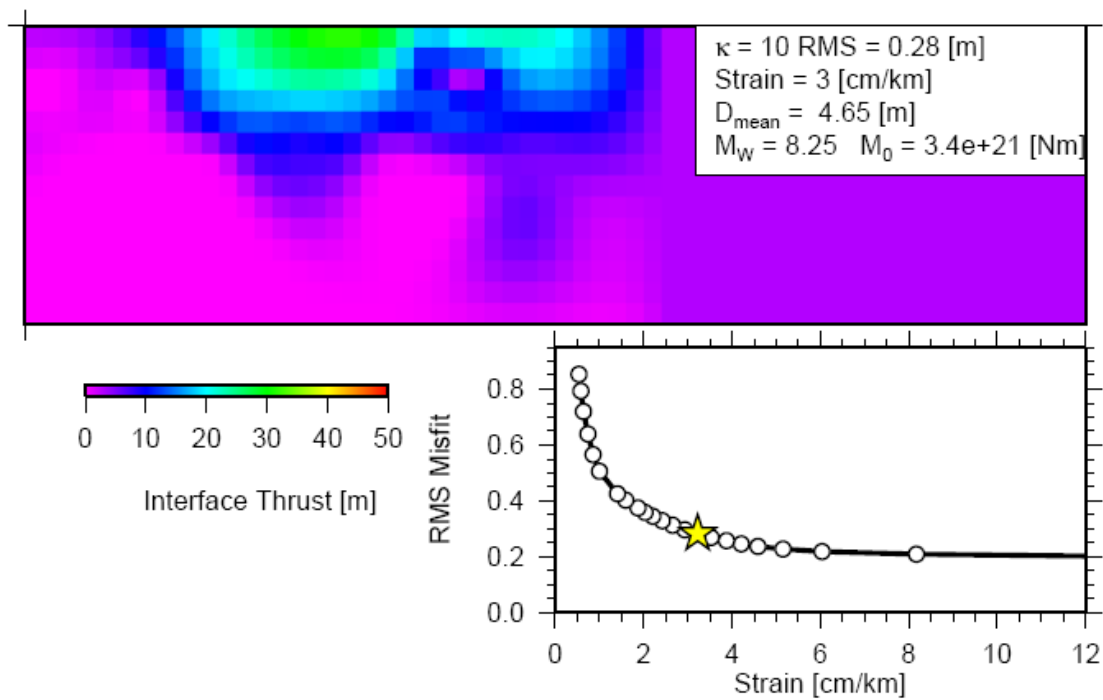 κ = 10 RMS = 0.28 [m]
Strain = 3 [cm/km]
Dmean = 4.65 [m]
MW = 8.25 M0 = 3.4e+21 [Nm]
0 10 20 30 40 50
Interface Thrust [m]
RMS Misfit
0.8
0.6
0.4
0.2
0.0
0 2 4 6 8 10 12
Strain [cm/km]